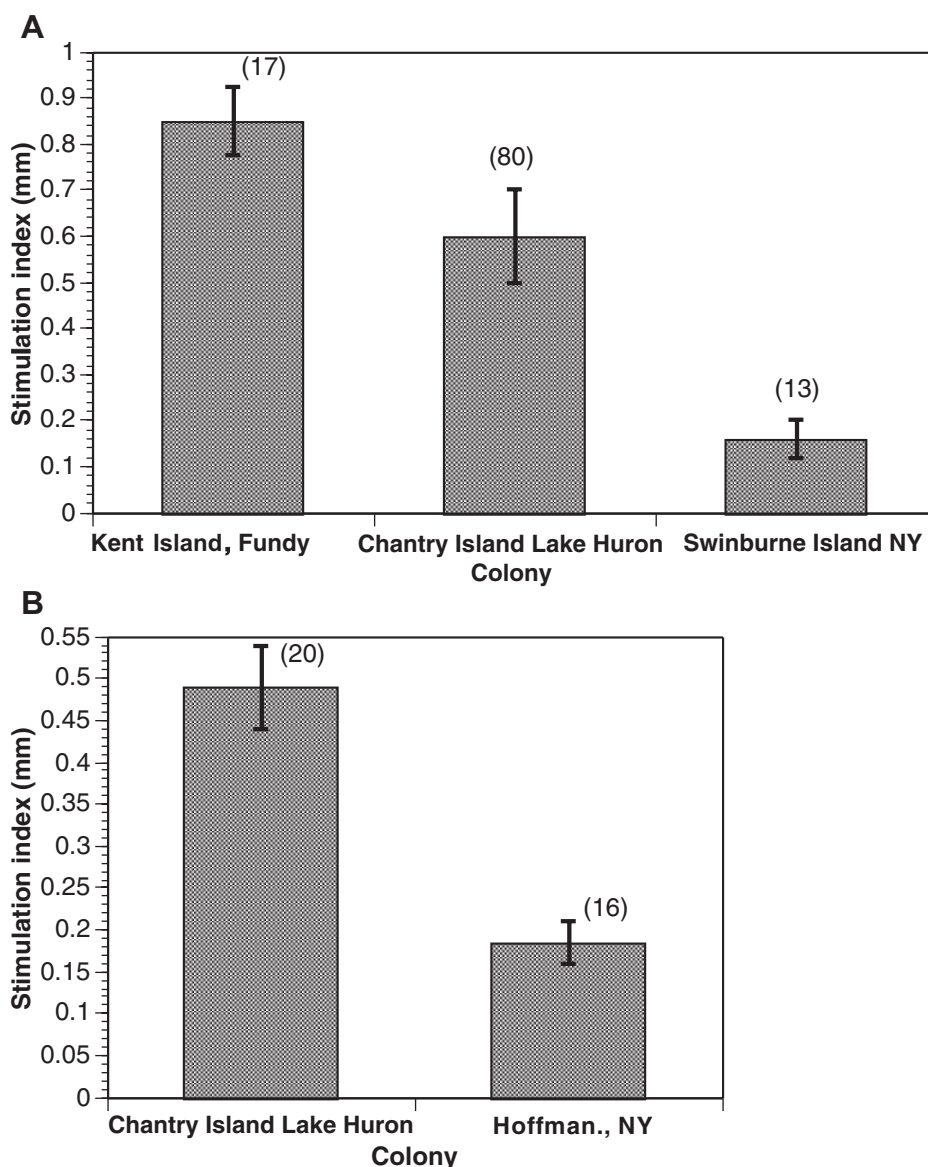 A
Stimulation index (mm)
1
0.9
0.8
0.7
0.6
0.5
0.4
0.3
0.2
0.1
0
(17)
(80)
(13)
Kent Island, Fundy
Chantry Island Lake Huron
Swinburne Island NY
Colony
B
Stimulation index (mm)
0.55
0.5
0.45
0.4
0.35
0.3
0.25
0.2
0.15
0.1
0.05
0
(20)
(16)
Chantry Island Lake Huron
Hoffman., NY
Colony